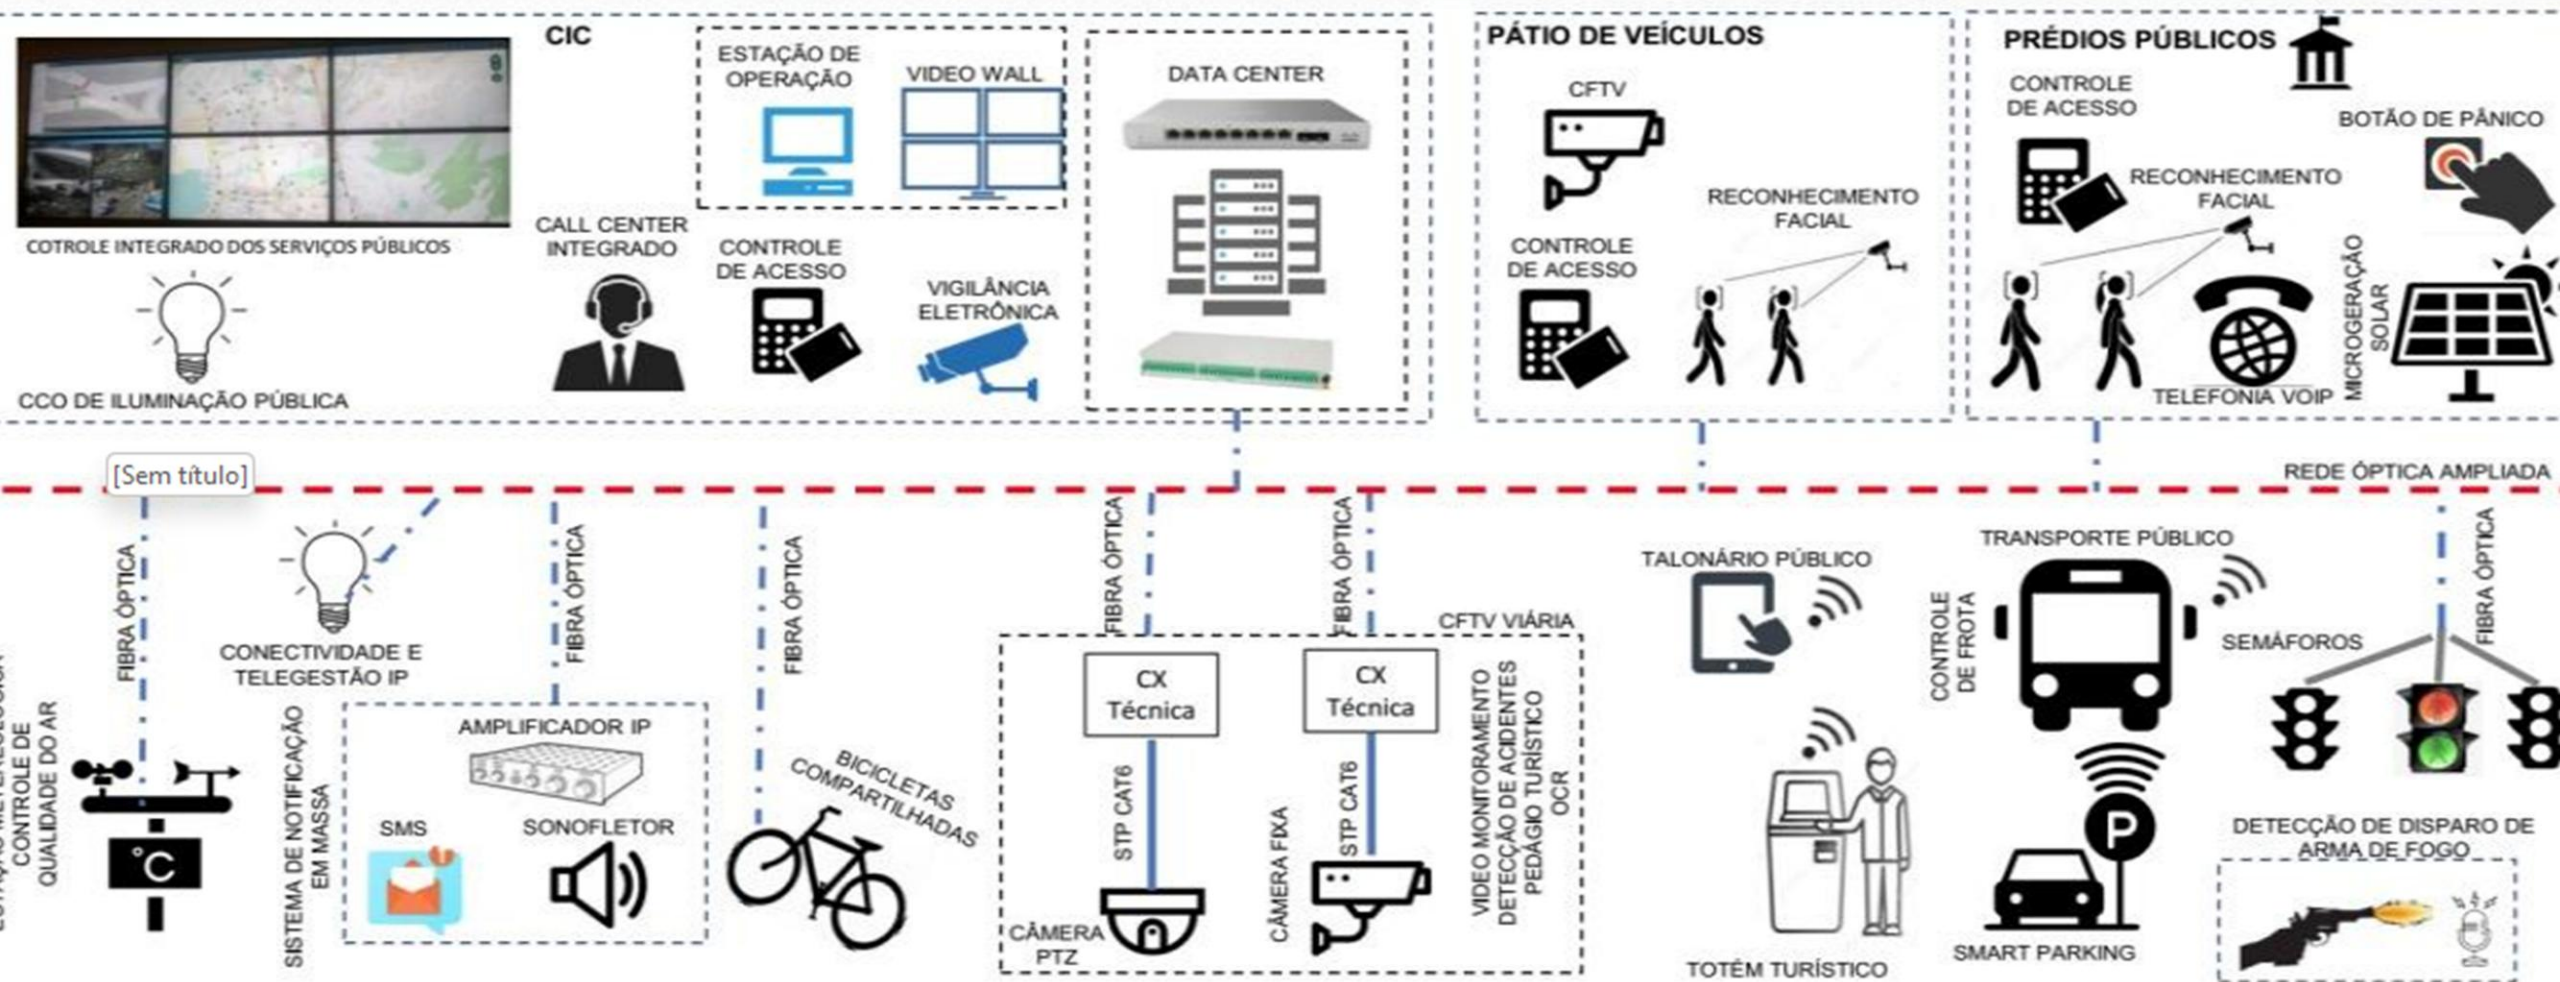 CIC
ESTAÇÃO DE
OPERAÇÃO
VIDEO WALL
DATA CENTER
COTROLE INTEGRADO DOS SERVIÇOS PÚBLICOS
CALL CENTER
INTEGRADO
CONTROLE
DE ACESSO
VIGILÂNCIA
ELETRÔNICA
CCO DE ILUMINAÇÃO PÚBLICA
PÁTIO DE VEÍCULOS
CFTV
RECONHECIMENTO
FACIAL
CONTROLE
DE ACESSO
PRÉDIOS PÚBLICOS
CONTROLE
DE ACESSO
BOTÃO DE PÂNICO
RECONHECIMENTO
FACIAL
MICROGERAÇÃO
SOLAR
TELEFONIA VOIP
[Sem título]
REDE ÓPTICA AMPLIADA
FIBRA ÓPTICA
CONTROLE DE
QUALIDADE DO AR
°C
CONECTIVIDADE E
TELEGESTÃO IP
FIBRA ÓPTICA
SISTEMA DE NOTIFICAÇÃO
EM MASSA
AMPLIFICADOR IP
SMS
SONOFLETOR
FIBRA ÓPTICA
BICICLETAS
COMPARTILHADAS
FIBRA ÓPTICA
FIBRA ÓPTICA
CFTV VIÁRIA
CX
Técnica
CX
Técnica
STP CAT6
STP CAT6
CÂMERA
PTZ
CÂMERA FIXA
VIDEO MONITORAMENTO
DETECÇÃO DE ACIDENTES
PEDÁGIO TURÍSTICO
OCR
TALONÁRIO PÚBLICO
TOTÉM TURÍSTICO
TRANSPORTE PÚBLICO
CONTROLE
DE FROTA
P
SMART PARKING
FIBRA ÓPTICA
SEMÁFOROS
DETECÇÃO DE DISPARO DE
ARMA DE FOGO